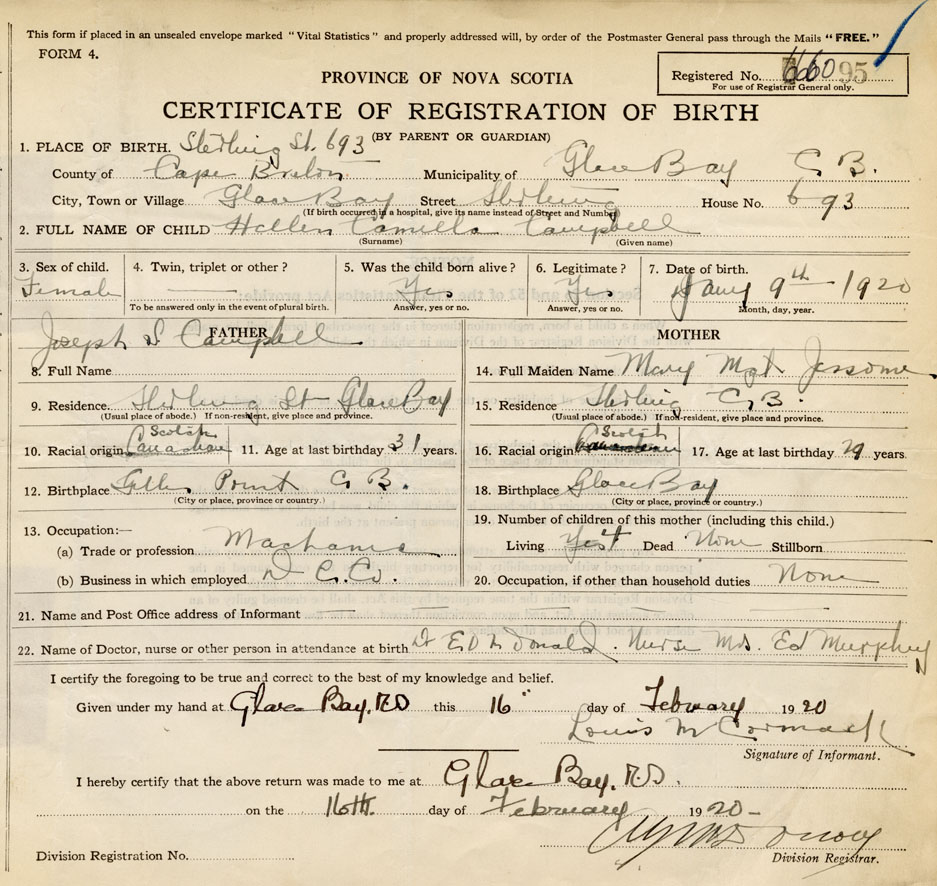 This form if placed in an unsealed envelope marked "Vital Statistics" and properly addressed will, by order of the Postmaster General pass through the Mails "FREE."
FORM 4.
PROVINCE OF NOVA SCOTIA
Registered No. 95
For use of Registrar General only.
CERTIFICATE OF REGISTRATION OF BIRTH
(BY PARENT OR GUARDIAN)
1. PLACE OF BIRTH. Sterling St. 693
County of Cape Breton Municipality of Glace Bay C B.
City, Town or Village Glace Bay Street Sterling House No. 693
(If birth occurred in a hospital, give its name instead of Street and Number)
2. FULL NAME OF CHILD Hellen Camilla Campbell
(Surname) (Given name)
3. Sex of child. 4. Twin, triplet or other? 5. Was the child born alive? 6. Legitimate? 7. Date of birth.
Female Yes Yes Jany 9th 1920
To be answered only in the event of plural birth. Answer, yes or no. Answer, yes or no. Month, day, year.
FATHER MOTHER
Joseph Campbell
8. Full Name 14. Full Maiden Name Mary Mgt Jessome
9. Residence. Sterling St Glace Bay 15. Residence Sterling C B.
(Usual place of abode.) If non-resident, give place and province. (Usual place of abode.) If non-resident, give place and province.
Scotch Scotch
10. Racial origin Canadian 11. Age at last birthday 31 years. 16. Racial origin Canadian 17. Age at last birthday 29 years.
12. Birthplace Point C B. 18. Birthplace Glace Bay
(City or place, province or country.) (City or place, province or country.)
13. Occupation:— 19. Number of children of this mother (including this child.)
(a) Trade or profession Machanic Living Dead None Stillborn
(b) Business in which employed D C. Co. 20. Occupation, if other than household duties None
21. Name and Post Office address of Informant
22. Name of Doctor, nurse or other person in attendance at birth Dr Donald. Nurse Mrs. Ed Murphy
I certify the foregoing to be true and correct to the best of my knowledge and belief.
Given under my hand at Glace Bay, this 16" day of February 1920
Louis McCormack
Signature of Informant.
I hereby certify that the above return was made to me at Glace Bay,
on the 16th. day of February 1920-
Division Registration No. Division Registrar.